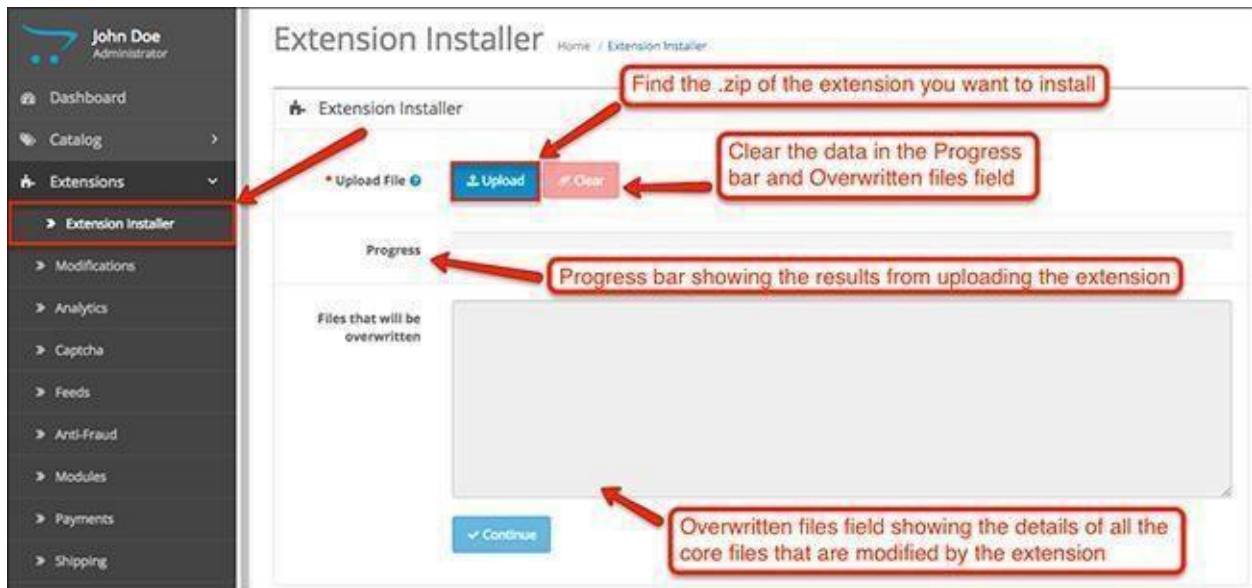 John Doe
Administrator
Dashboard
Catalog
Extensions
Extension Installer
Modifications
Analytics
Captcha
Feeds
Anti-Fraud
Modules
Payments
Shipping
Extension Installer Home / Extension Installer
Find the .zip of the extension you want to install
Extension Installer
Clear the data in the Progress
bar and Overwritten files field
* Upload File Upload Clear
Progress
Progress bar showing the results from uploading the extension
Files that will be
overwritten
Continue
Overwritten files field showing the details of all the
core files that are modified by the extension